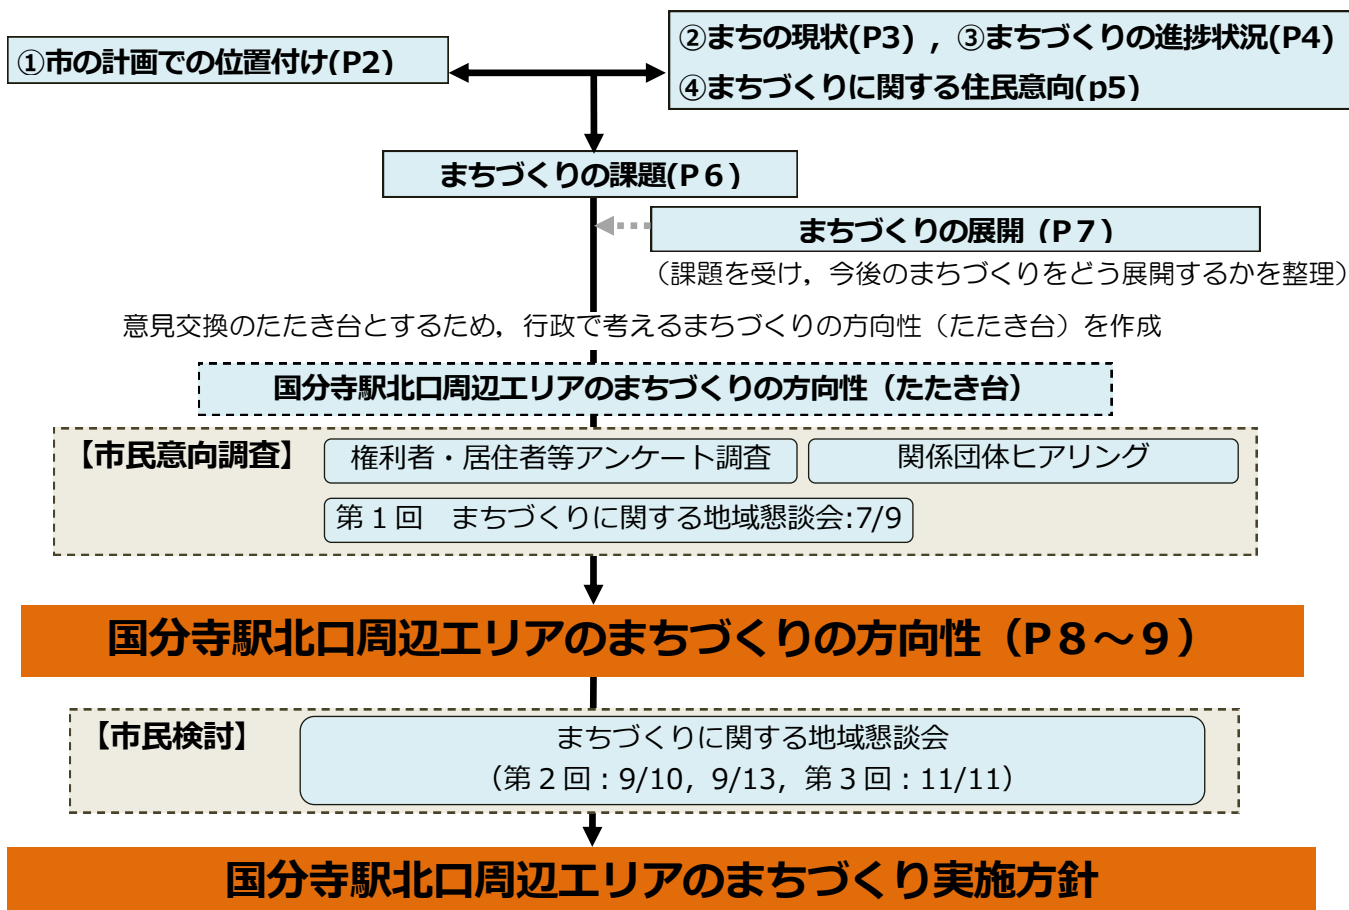 ①市の計画での位置付け(P2)
②まちの現状(P3) , ③まちづくりの進捗状況(P4)
④まちづくりに関する住民意向(p5)
まちづくりの課題(P６)
まちづくりの展開（P７)
（課題を受け，今後のまちづくりをどう展開するかを整理）
意見交換のたたき台とするため，行政で考えるまちづくりの方向性（たたき台）を作成
国分寺駅北口周辺エリアのまちづくりの方向性（たたき台）
【市民意向調査】
権利者・居住者等アンケート調査
関係団体ヒアリング
第１回　まちづくりに関する地域懇談会:7/9
国分寺駅北口周辺エリアのまちづくりの方向性（P８～９）
【市民検討】
まちづくりに関する地域懇談会
（第２回：9/10，9/13，第３回：11/11）
国分寺駅北口周辺エリアのまちづくり実施方針